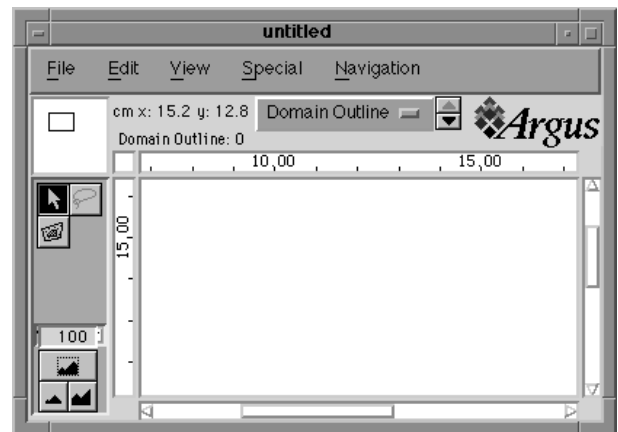 untitled
File Edit View Special Navigation
cm x: 15.2 y: 12.8 Domain Outline Argus
Domain Outline: 0
10,00 15,00
15,00
100